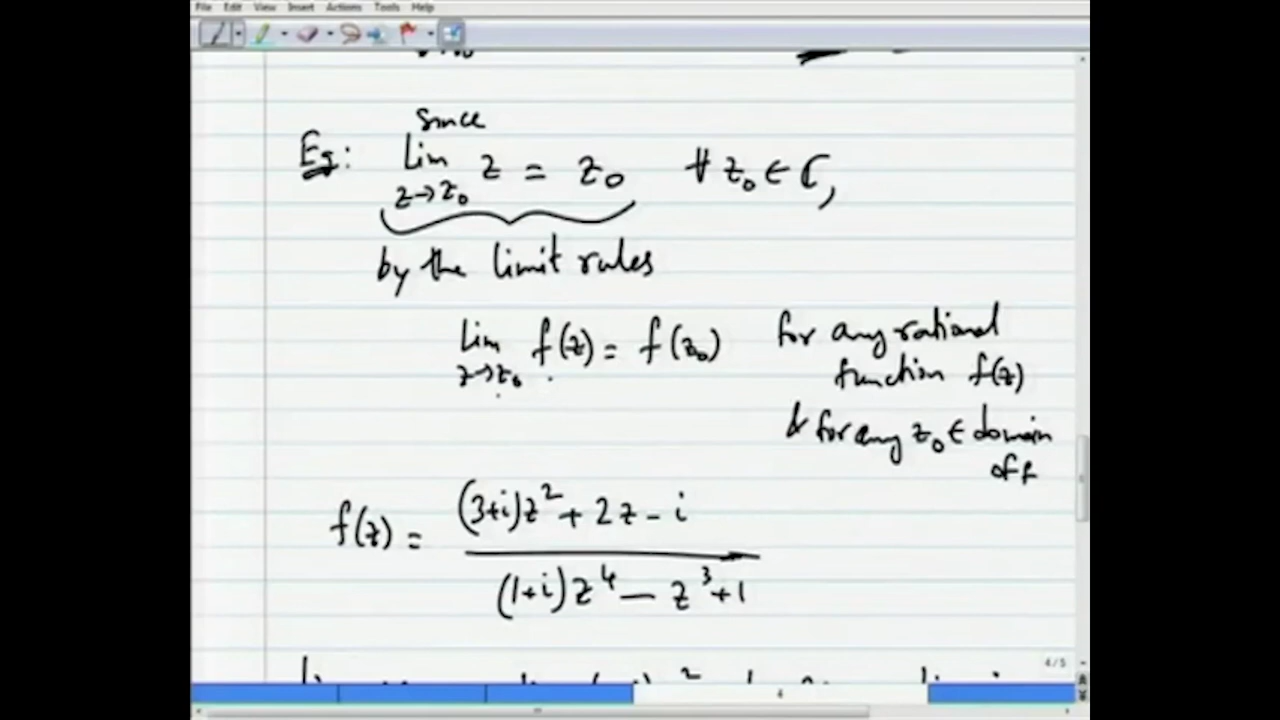 File Edit View Insert Actions Tools Help
since
Eg: Lim z = z₀ ∀ z₀ ∈ ℂ,
z→z₀
by the limit rules
lim f(z) = f(z₀) for any rational
z→z₀ function f(z)
& for any z₀ ∈ domain
of f
f(z) = (3+i)z² + 2z - i
(1+i)z⁴ - z³ + 1
4/5
4